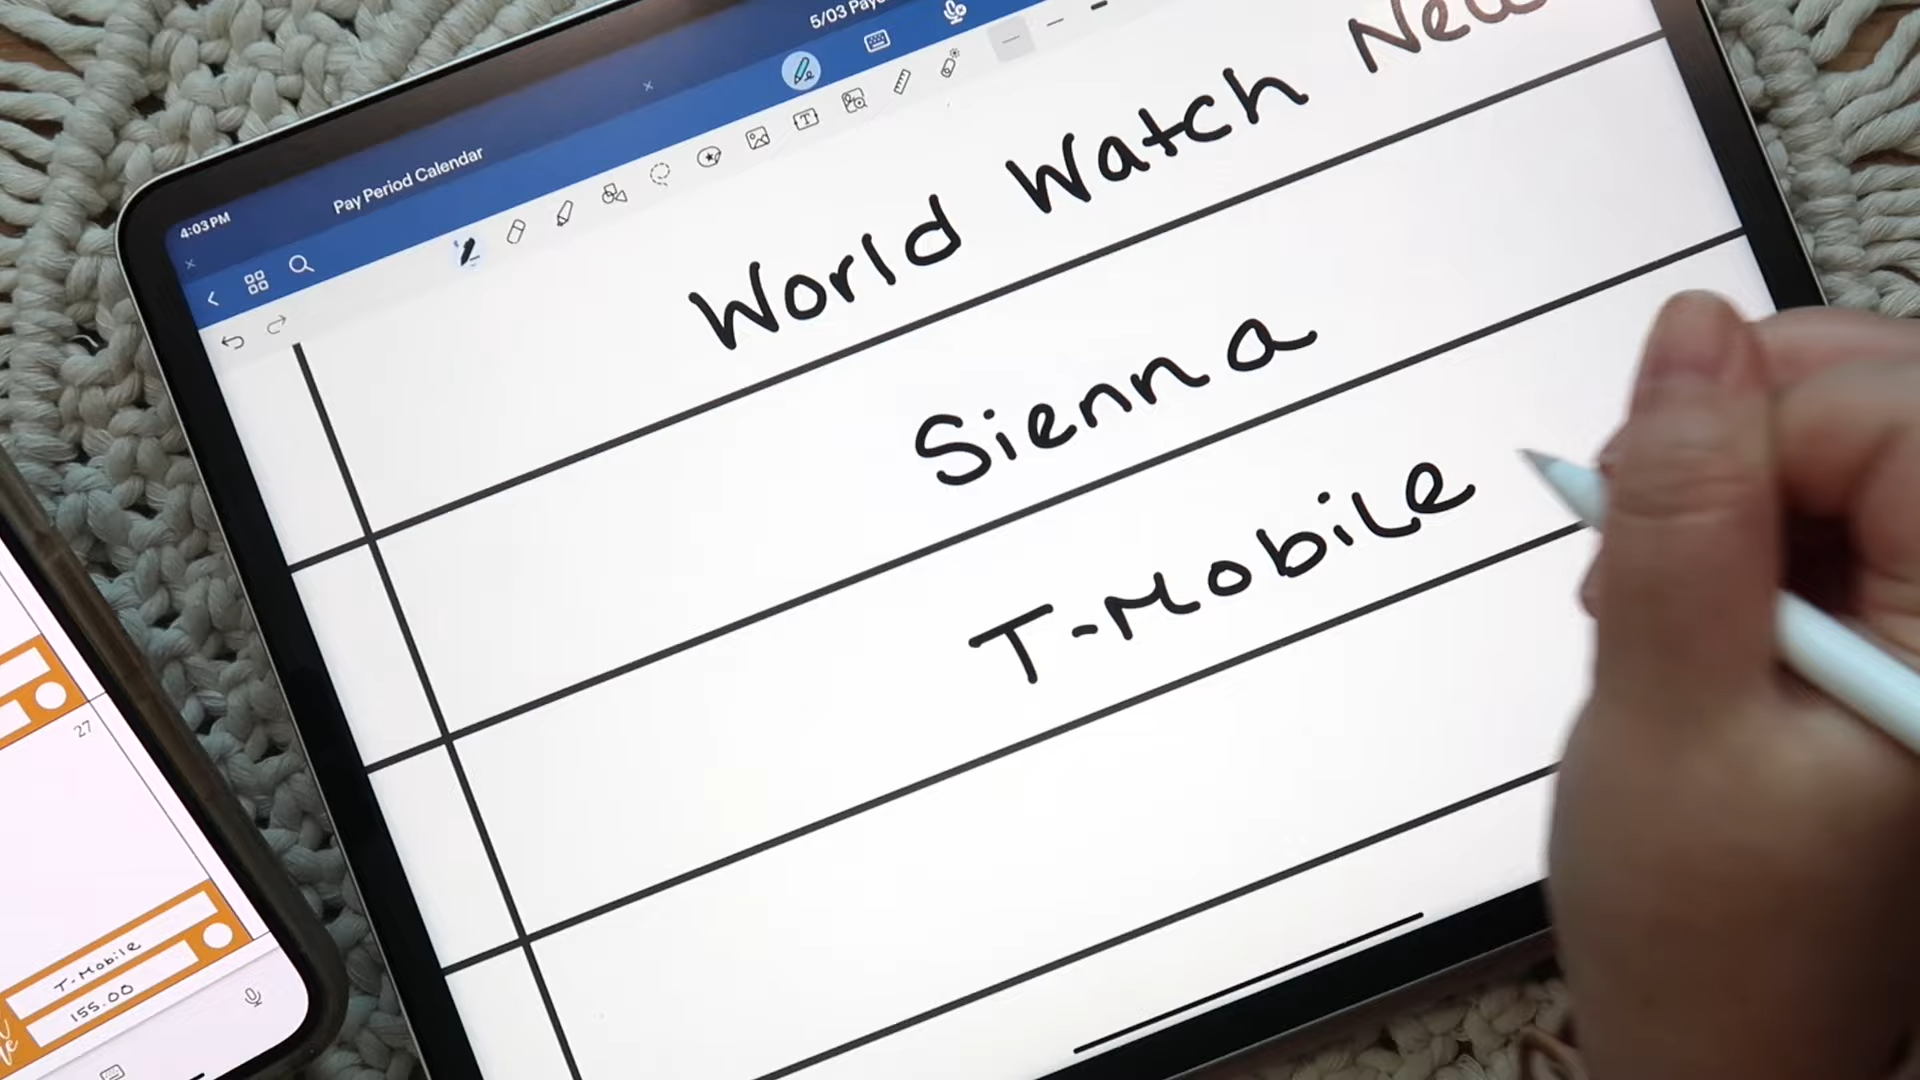 5/03
4:03 PM
Pay Period Calendar
World Watch New
Sienna
T-Mobile
27
T-Mobile
155.00